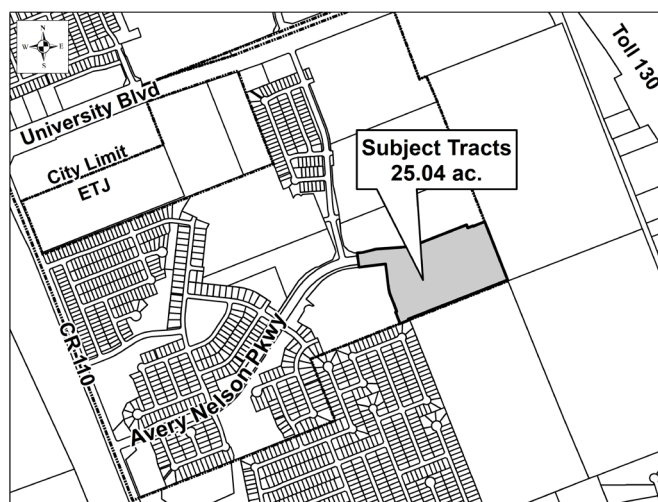 N
W E
S
University Blvd
Toll 130
City Limit
ETJ
Subject Tracts
25.04 ac.
CR 110
Avery Nelson Pkwy